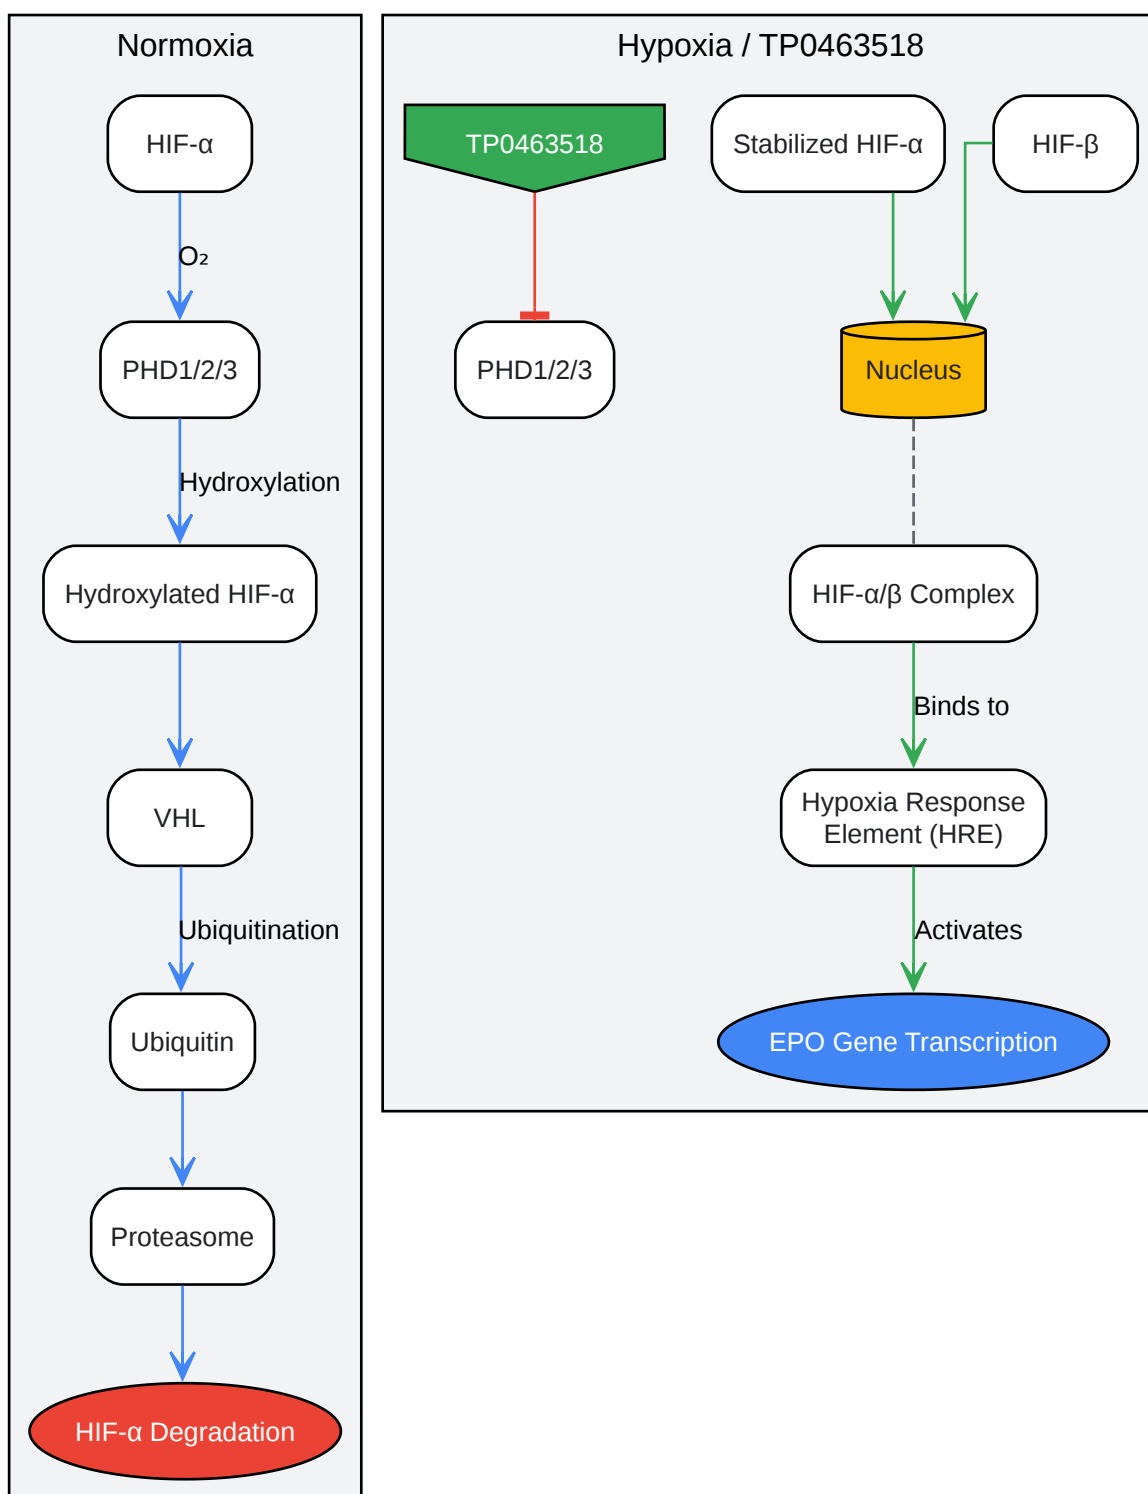 Normoxia
HIF-α
O₂
PHD1/2/3
Hydroxylation
Hydroxylated HIF-α
VHL
Ubiquitination
Ubiquitin
Proteasome
HIF-α Degradation
Hypoxia / TP0463518
TP0463518
Stabilized HIF-α
HIF-β
PHD1/2/3
Nucleus
HIF-α/β Complex
Binds to
Hypoxia Response
Element (HRE)
Activates
EPO Gene Transcription